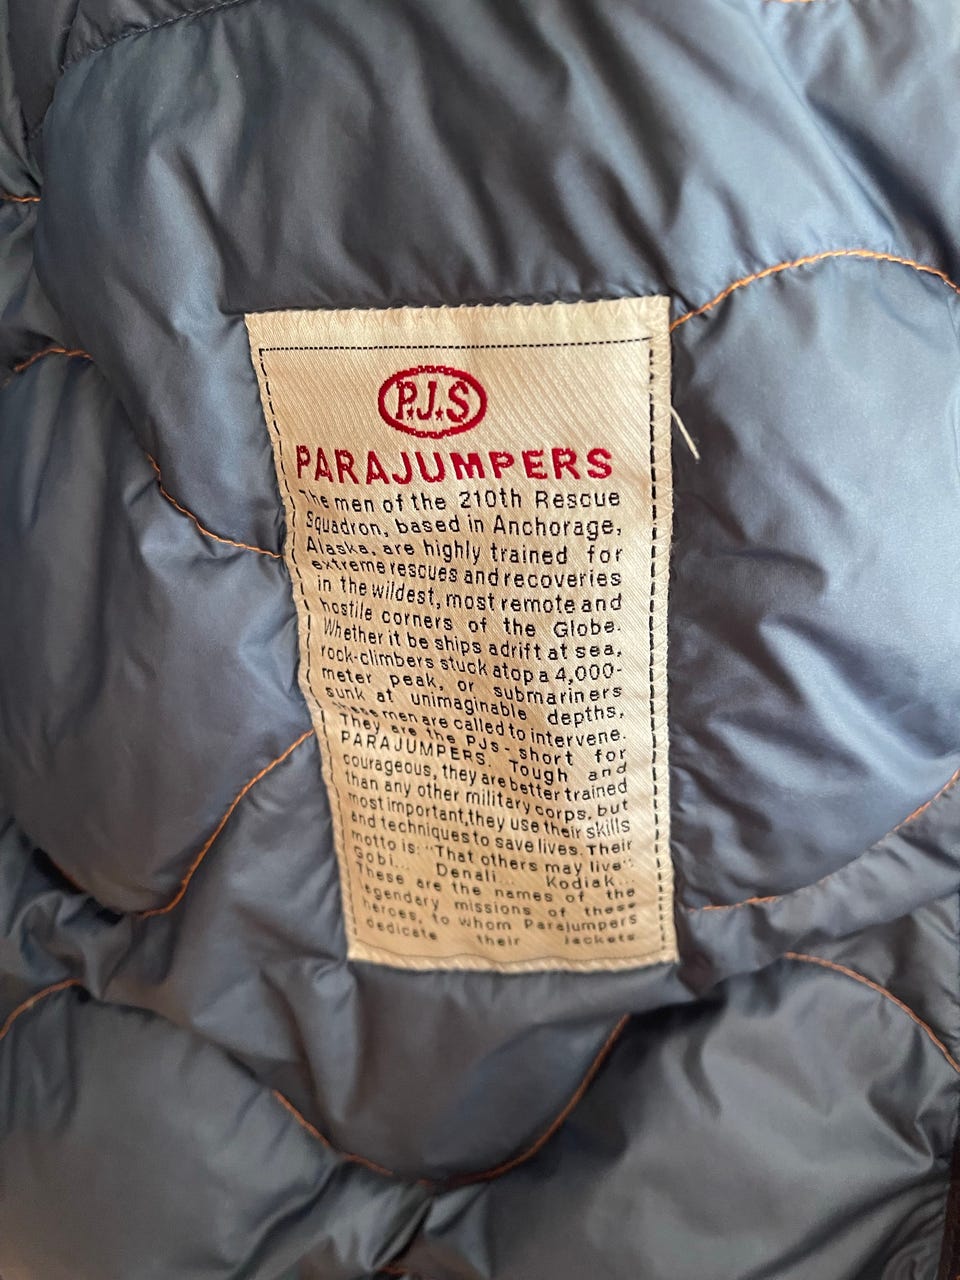 P.J.S
PARAJUMPERS
The men of the 210th Rescue
Squadron, based in Anchorage,
Alaska, are highly trained for
extreme rescues and recoveries
in the wildest, most remote and
hostile corners of the Globe.
Whether it be ships adrift at sea,
rock-climbers stuck atop a 4,000-
meter peak, or submariners
sunk at unimaginable depths,
these men are called to intervene.
They are the PJs - short for
PARAJUMPERS. Tough and
courageous, they are better trained
than any other military corps, but
most important, they use their skills
and techniques to save lives. Their
motto is: "That others may live".
Gobi... Denali... Kodiak...
These are the names of the
legendary missions of these
heroes, to whom Parajumpers
dedicate their jackets